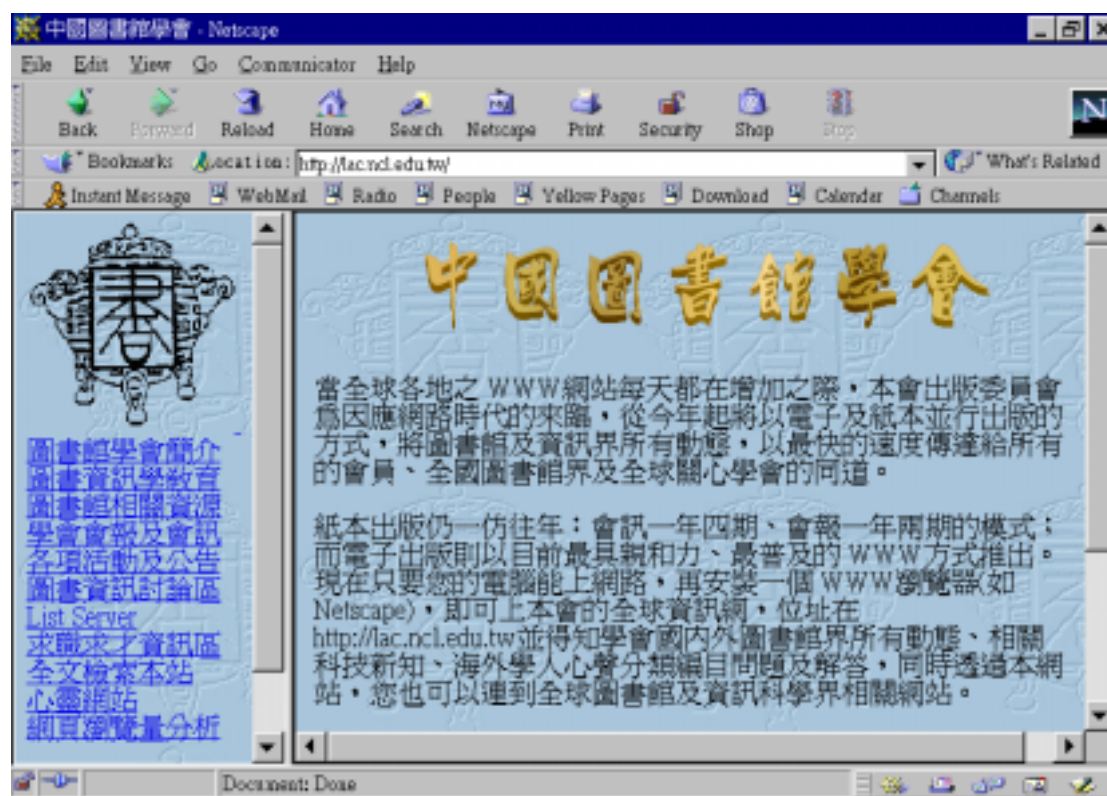 中國圖書館學會 - Netscape
File Edit View Go Communicator Help
Back Forward Reload Home Search Netscape Print Security Shop Stop
Bookmarks Location: http://lac.ncl.edu.tw/ What's Related
Instant Message WebMail Radio People Yellow Pages Download Calendar Channels
圖書館學會簡介
圖書資訊學教育
圖書館相關資源
學會會報及會訊
各項活動及公告
圖書資訊討論區
List Server
求職求才資訊區
全文檢索本站
心靈網站
網頁瀏覽量分析
中國圖書館學會
當全球各地之 WWW 網站每天都在增加之際，本會出版委員會
為因應網路時代的來臨，從今年起將以電子及紙本並行出版的
方式，將圖書館及資訊界所有動態，以最快的速度傳達給所有
的會員、全國圖書館界及全球關心學會的同道。
紙本出版仍一仿往年：會訊一年四期、會報一年兩期的模式；
而電子出版則以目前最具親和力、最普及的 WWW 方式推出。
現在只要您的電腦能上網路，再安裝一個 WWW 瀏覽器(如
Netscape)，即可上本會的全球資訊網，位址在
http://lac.ncl.edu.tw 並得知學會國內外圖書館界所有動態、相關
科技新知、海外學人心聲分類編目問題及解答，同時透過本網
站，您也可以連到全球圖書館及資訊科學界相關網站。
Document: Done